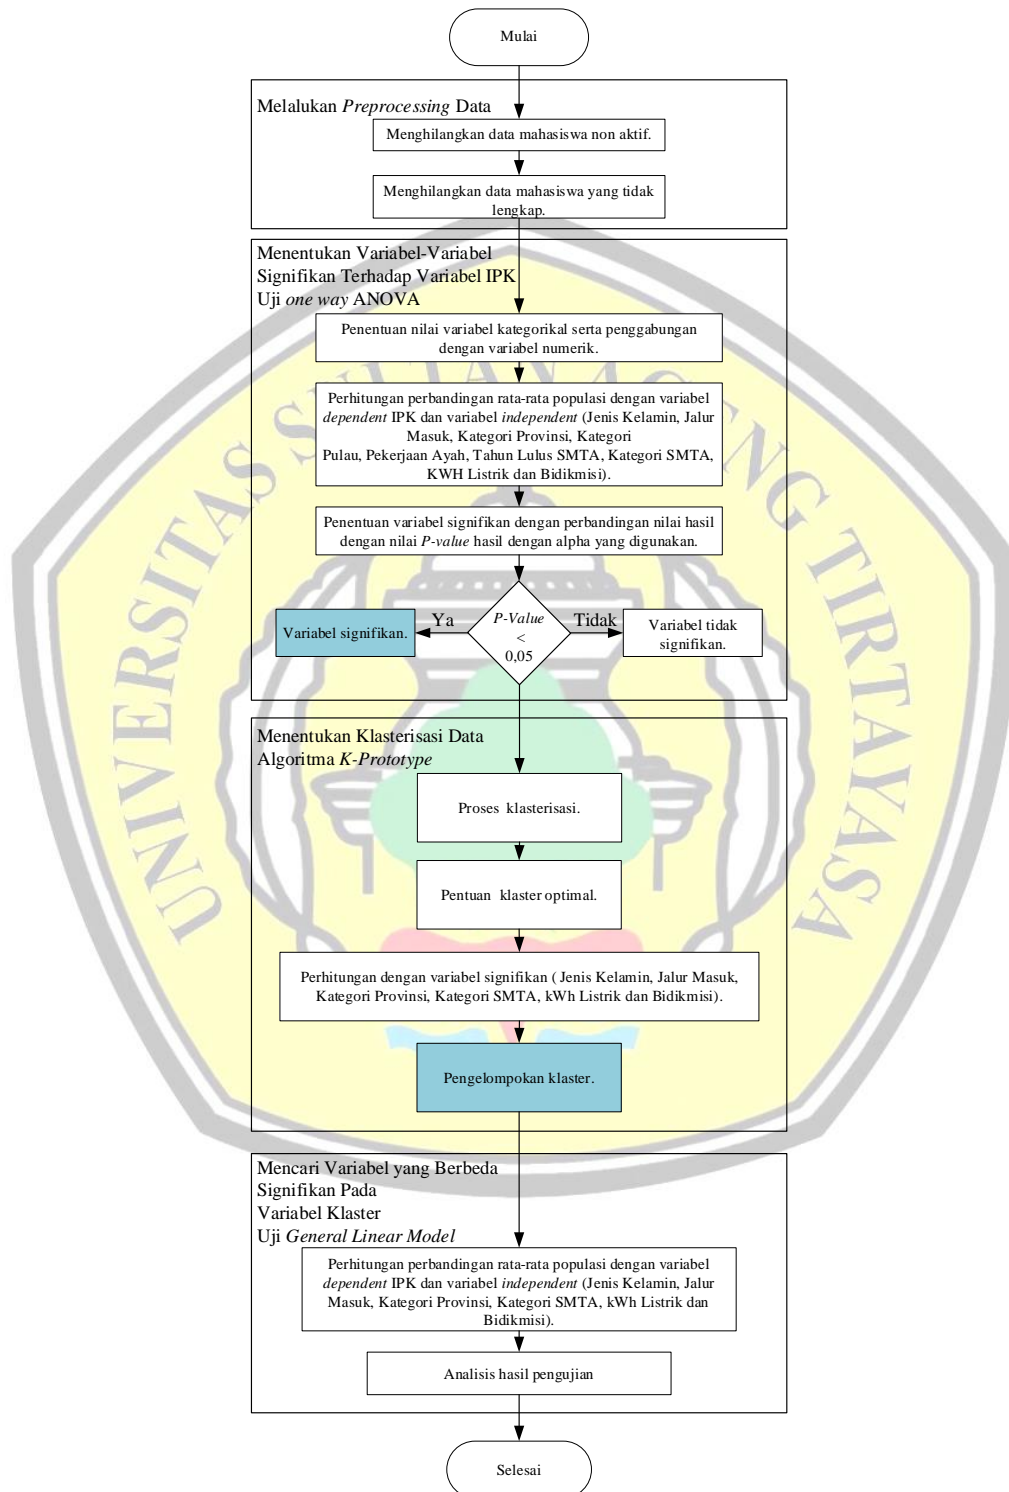 Mulai
Melalukan Preprocessing Data
Menghilangkan data mahasiswa non aktif.
Menghilangkan data mahasiswa yang tidak
lengkap.
Menentukan Variabel-Variabel
Signifikan Terhadap Variabel IPK
Uji one way ANOVA
Penentuan nilai variabel kategorikal serta penggabungan
dengan variabel numerik.
Perhitungan perbandingan rata-rata populasi dengan variabel
dependent IPK dan variabel independent (Jenis Kelamin, Jalur
Masuk, Kategori Provinsi, Kategori
Pulau, Pekerjaan Ayah, Tahun Lulus SMTA, Kategori SMTA,
KWH Listrik dan Bidikmisi).
Penentuan variabel signifikan dengan perbandingan nilai hasil
dengan nilai P-value hasil dengan alpha yang digunakan.
Variabel signifikan.
Ya
P-Value
<
0,05
Tidak
Variabel tidak
signifikan.
Menentukan Klasterisasi Data
Algoritma K-Prototype
Proses klasterisasi.
Pentuan klaster optimal.
Perhitungan dengan variabel signifikan ( Jenis Kelamin, Jalur Masuk,
Kategori Provinsi, Kategori SMTA, kWh Listrik dan Bidikmisi).
Pengelompokan klaster.
Mencari Variabel yang Berbeda
Signifikan Pada
Variabel Klaster
Uji General Linear Model
Perhitungan perbandingan rata-rata populasi dengan variabel
dependent IPK dan variabel independent (Jenis Kelamin, Jalur
Masuk, Kategori Provinsi, Kategori SMTA, kWh Listrik dan
Bidikmisi).
Analisis hasil pengujian
Selesai
UNIVERSITAS SULTAN AGENG TIRTAYASA